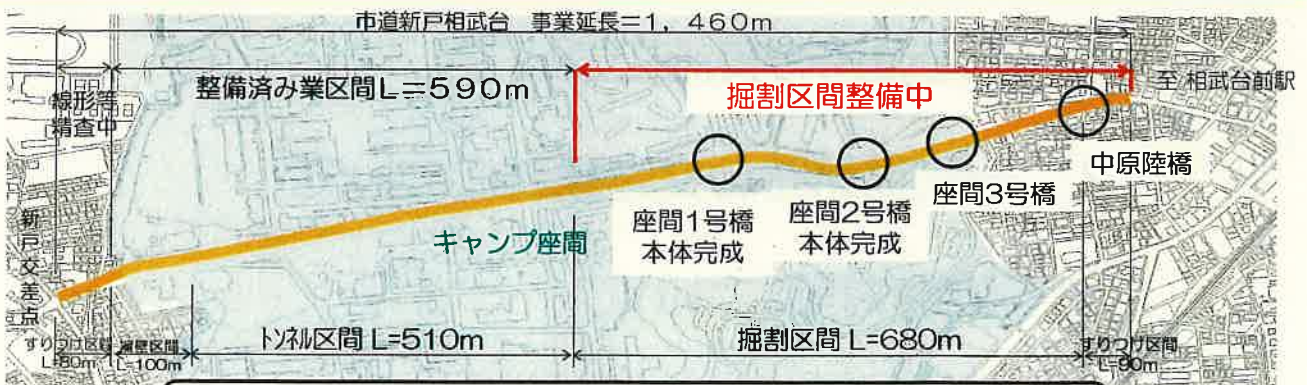 市道新戸相武台　事業延長＝1，460m
整備済み業区間L＝590m
掘割区間整備中
至 相武台前駅
線形等
精査中
中原陸橋
座間3号橋
座間1号橋
本体完成
座間2号橋
本体完成
キャンプ座間
新戸交差点
すりつけ区間
L=80m
擁壁区間
L=100m
トンネル区間 L=510m
掘割区間 L=680m
すりつけ区間
L=90m